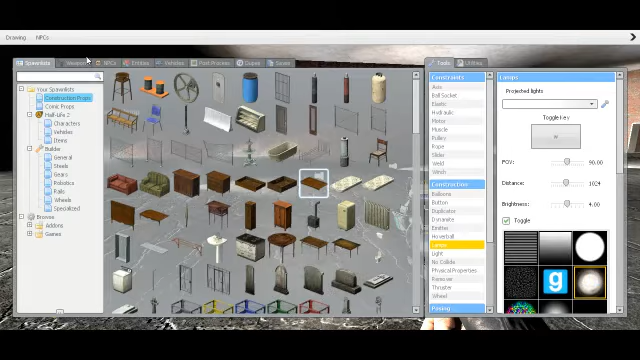 Drawing NPCs
Spawnlists Weapons NPCs Entities Vehicles Post Process Dupes Saves
Your Spawnlists
Construction Props
Comic Props
Half-Life 2
Characters
Vehicles
Items
Builder
General
Steels
Gears
Robotics
Rails
Wheels
Specialized
Browse
Addons
Games
Tools Utilities
Constraints
Axis
Ball Socket
Elastic
Hydraulic
Motor
Muscle
Pulley
Rope
Slider
Weld
Winch
Construction
Balloons
Button
Duplicator
Dynamite
Emitter
Hoverball
Lamps
Light
No Collide
Physical Properties
Remover
Thruster
Wheel
Posing
Lamps
Projected lights
Toggle Key
FOV: 90.00
Distance: 1024
Brightness: 4.00
Toggle
g